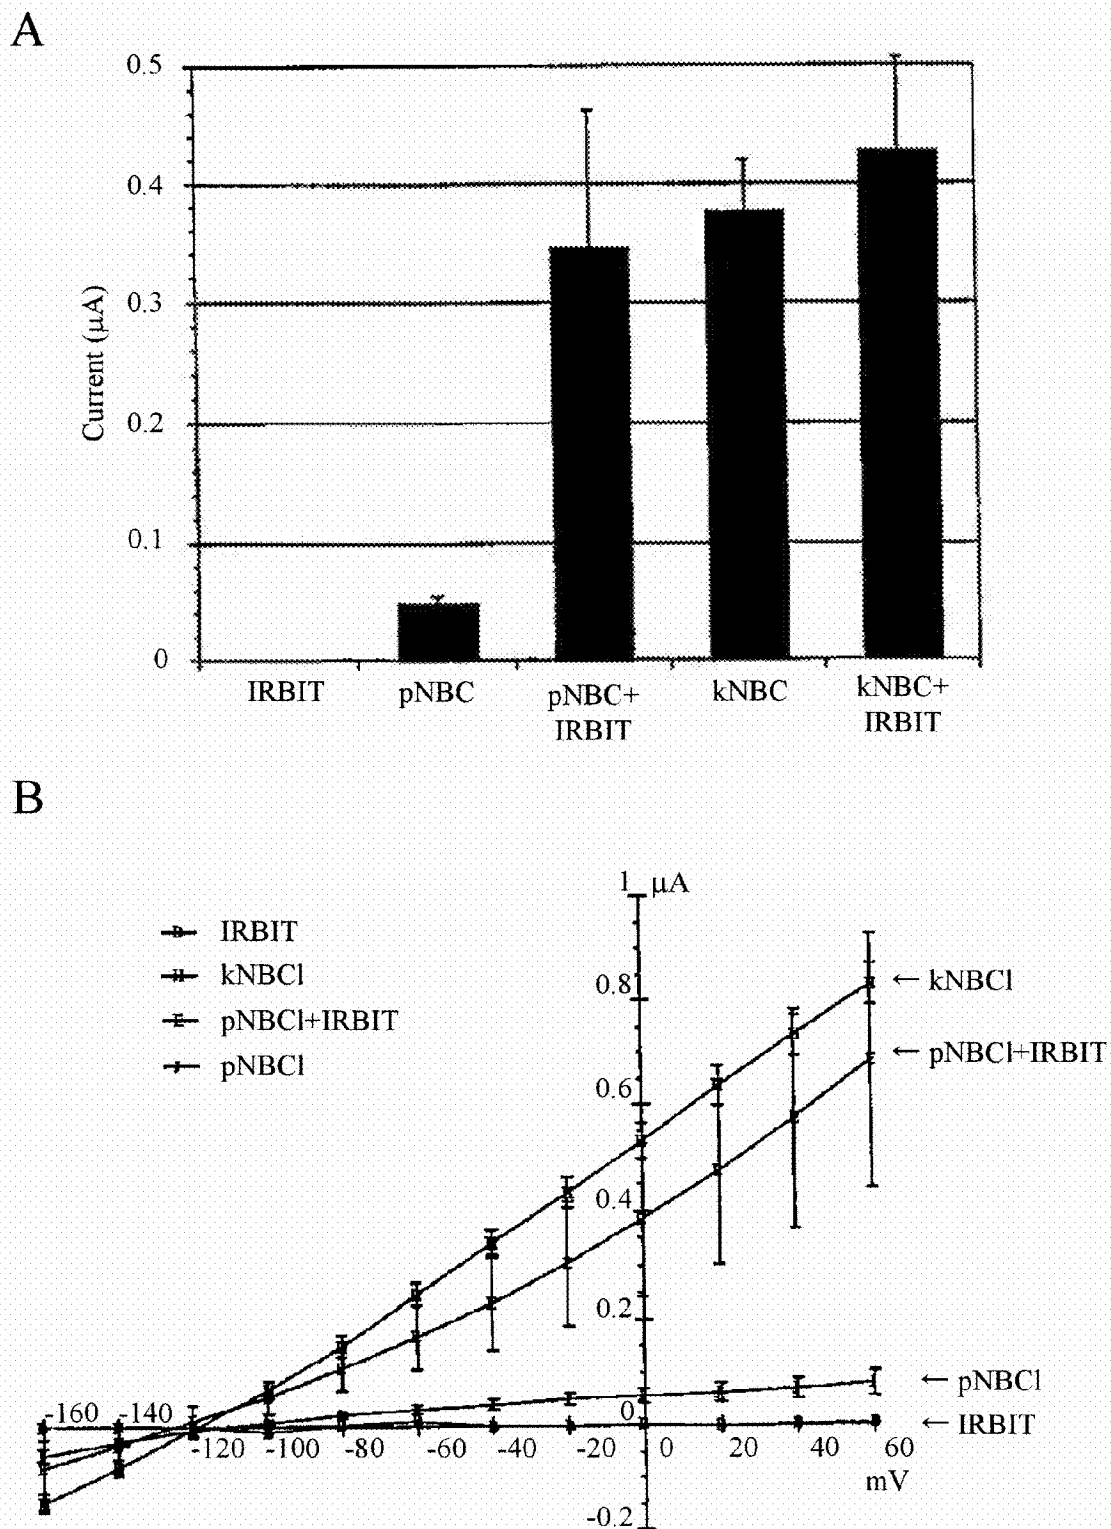 A
0.5
0.4
0.3
0.2
0.1
0
Current (μA)
IRBIT
pNBC
pNBC+
IRBIT
kNBC
kNBC+
IRBIT
B
1 μA
IRBIT
kNBCl
pNBCl+IRBIT
pNBCl
0.8
0.6
0.4
0.2
0
-0.2
← kNBCl
← pNBCl+IRBIT
← pNBCl
← IRBIT
-160 -140 -120 -100 -80 -60 -40 -20 0 20 40 60
mV